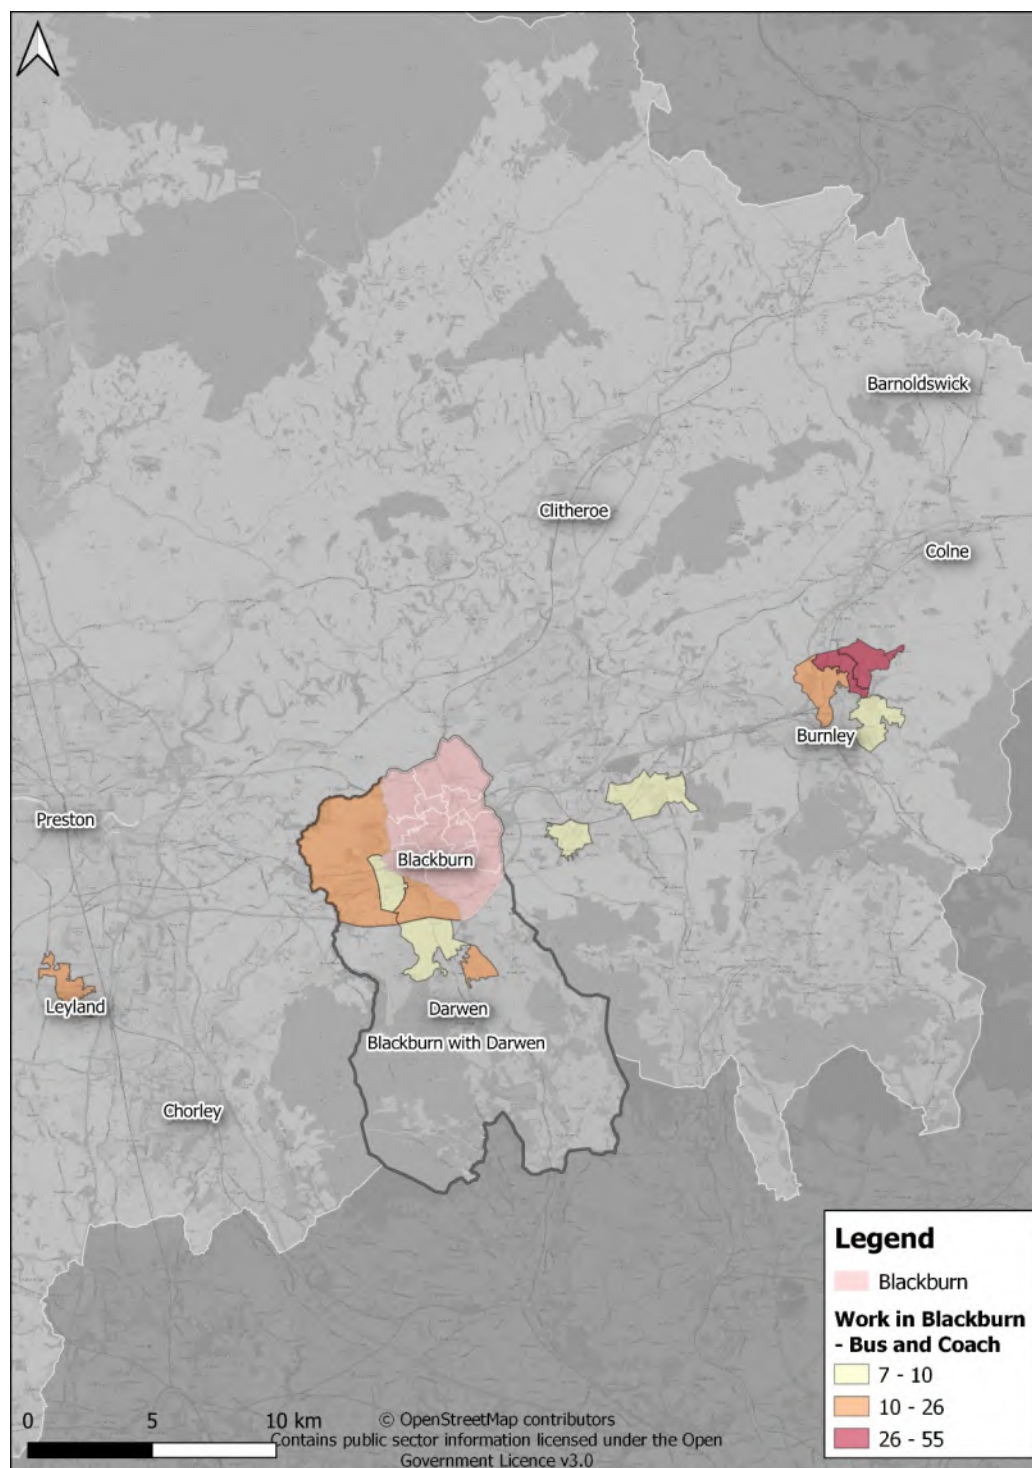 Barnoldswick
Clitheroe
Colne
Burnley
Preston
Blackburn
Leyland
Darwen
Blackburn with Darwen
Chorley
Legend
Blackburn
Work in Blackburn
- Bus and Coach
7 - 10
10 - 26
26 - 55
0 5 10 km
© OpenStreetMap contributors
Contains public sector information licensed under the Open
Government Licence v3.0